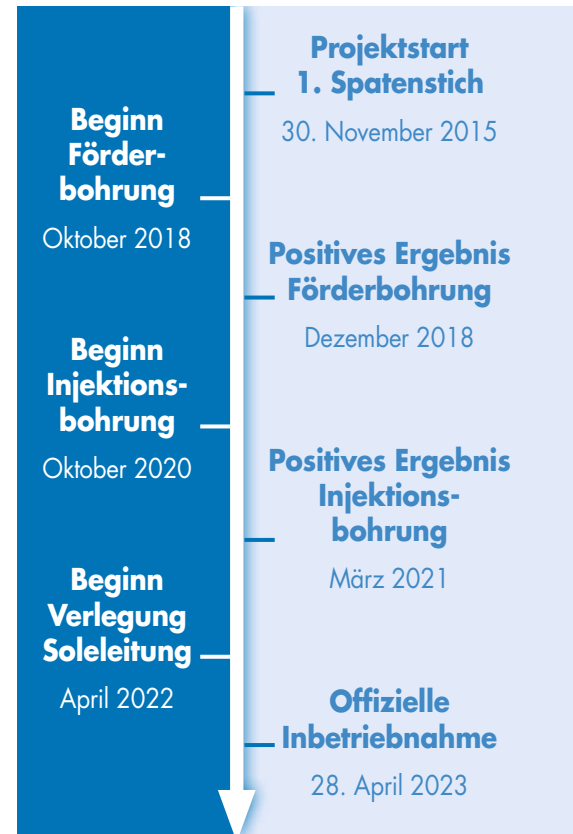 Projektstart
1. Spatenstich
30. November 2015
Beginn
Förder-
bohrung
Oktober 2018
Positives Ergebnis
Förderbohrung
Dezember 2018
Beginn
Injektions-
bohrung
Oktober 2020
Positives Ergebnis
Injektions-
bohrung
März 2021
Beginn
Verlegung
Soleleitung
April 2022
Offizielle
Inbetriebnahme
28. April 2023